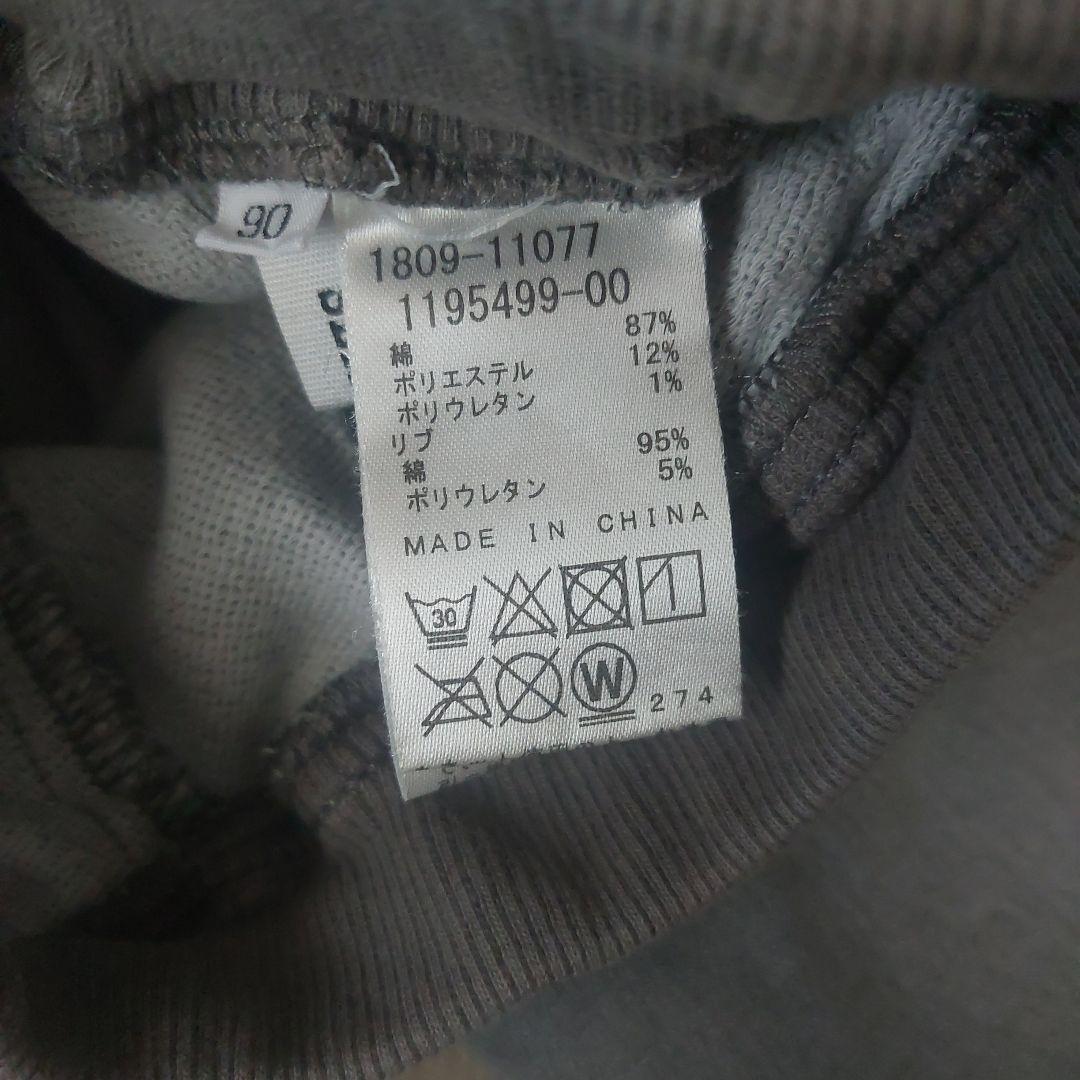 90
1809-11077
1195499-00
綿 87%
ポリエステル 12%
ポリウレタン 1%
リブ
綿 95%
ポリウレタン 5%
MADE IN CHINA
30
W
274